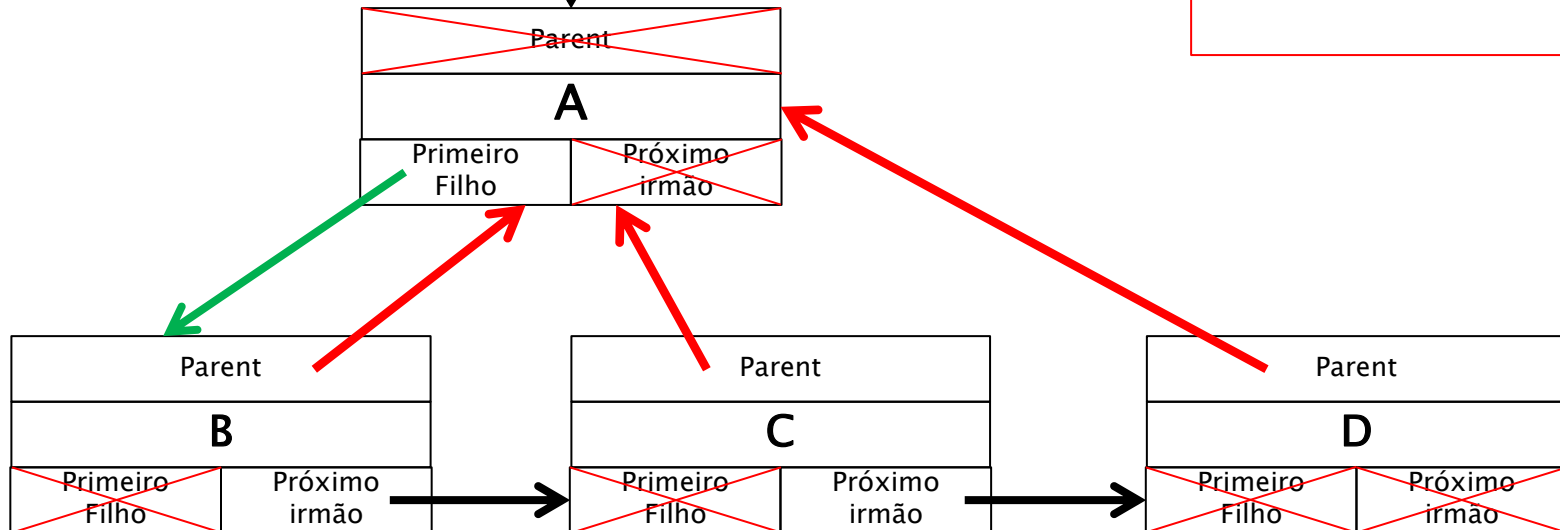 Parent
A
Primeiro
Filho
Próximo
irmão
Parent
B
Primeiro
Filho
Próximo
irmão
Parent
C
Primeiro
Filho
Próximo
irmão
Parent
D
Primeiro
Filho
Próximo
irmão